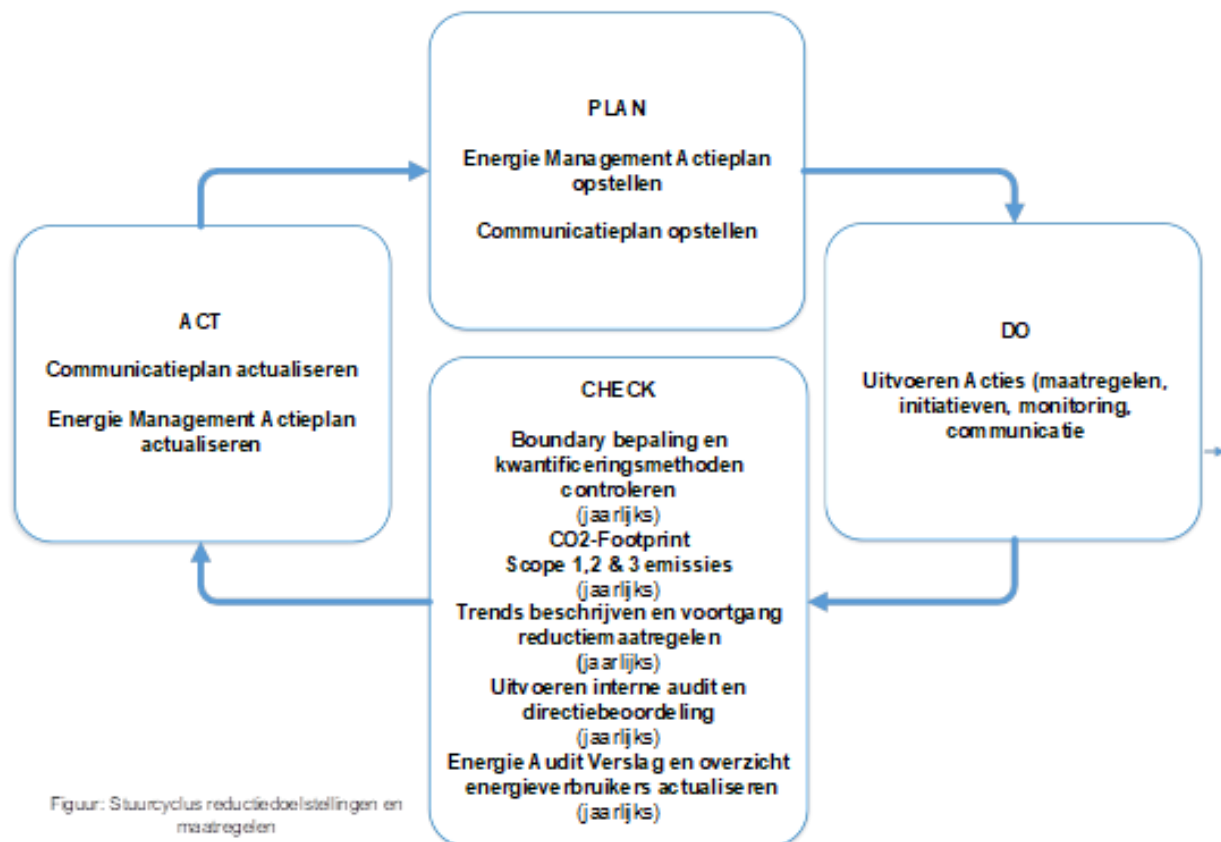 PLAN
Energie Management Actieplan
opstellen
Communicatieplan opstellen
DO
Uitvoeren Acties (maatregelen,
initiatieven, monitoring,
communicatie
CHECK
Boundary bepaling en
kwantificeringsmethoden
controleren
(jaarlijks)
CO2-Footprint
Scope 1,2 & 3 emissies
(jaarlijks)
Trends beschrijven en voortgang
reductiemaatregelen
(jaarlijks)
Uitvoeren interne audit en
directiebeoordeling
(jaarlijks)
Energie Audit Verslag en overzicht
energieverbruikers actualiseren
(jaarlijks)
ACT
Communicatieplan actualiseren
Energie Management Actieplan
actualiseren
Figuur: Stuurcyclus reductiedoelstellingen en
maatregelen